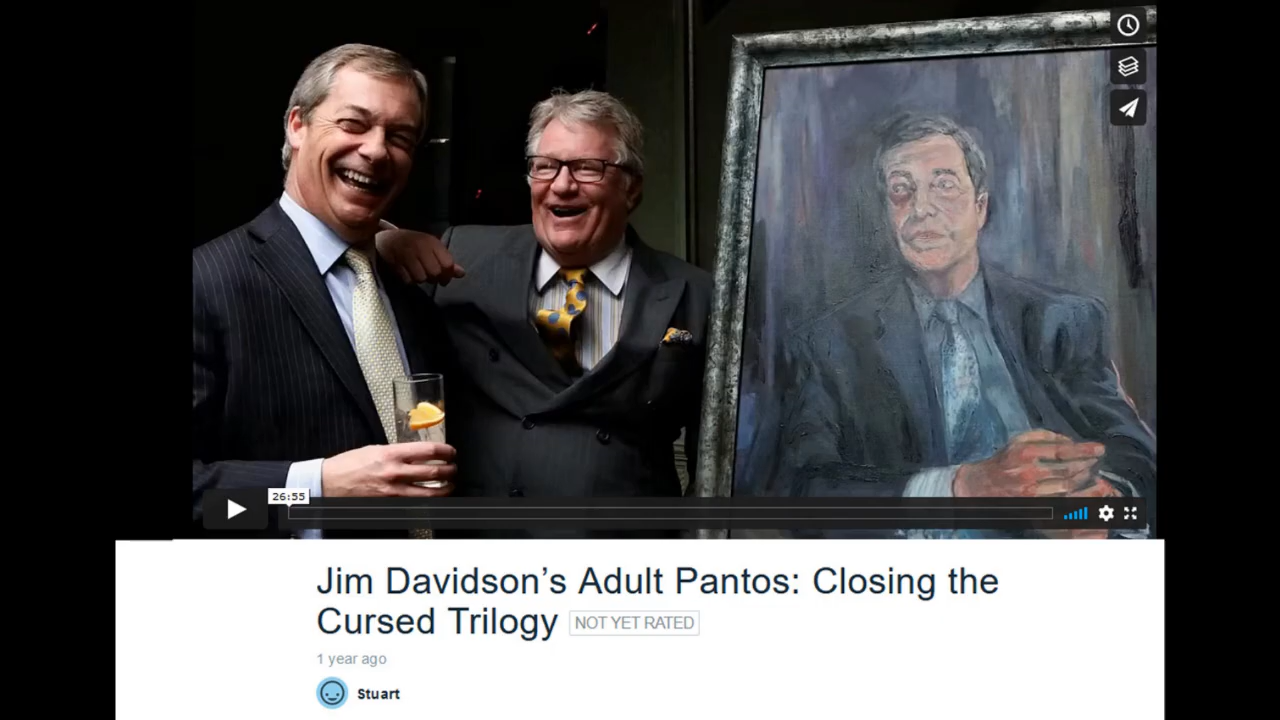 26:55
Jim Davidson’s Adult Pantos: Closing the
Cursed Trilogy NOT YET RATED
1 year ago
Stuart